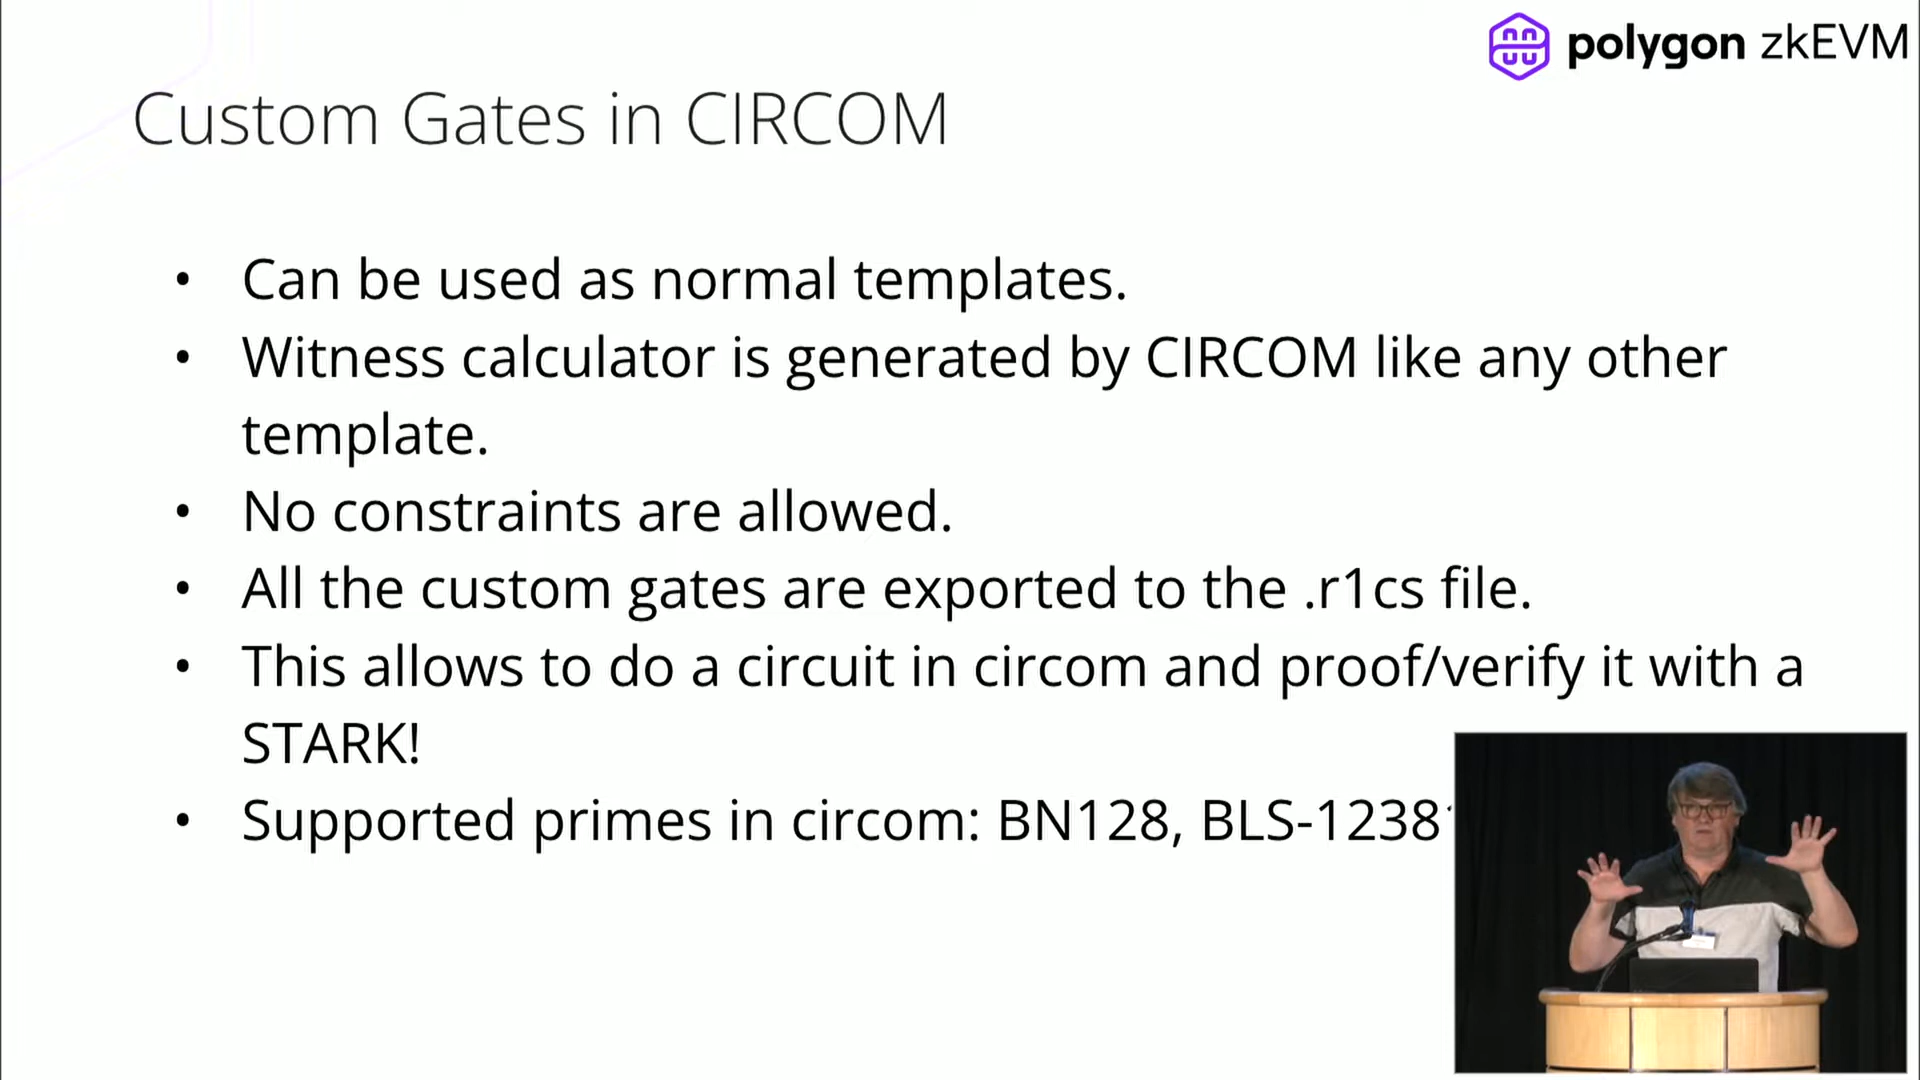 polygon zkEVM
Custom Gates in CIRCOM
• Can be used as normal templates.
• Witness calculator is generated by CIRCOM like any other
template.
• No constraints are allowed.
• All the custom gates are exported to the .r1cs file.
• This allows to do a circuit in circom and proof/verify it with a
STARK!
• Supported primes in circom: BN128, BLS-1238